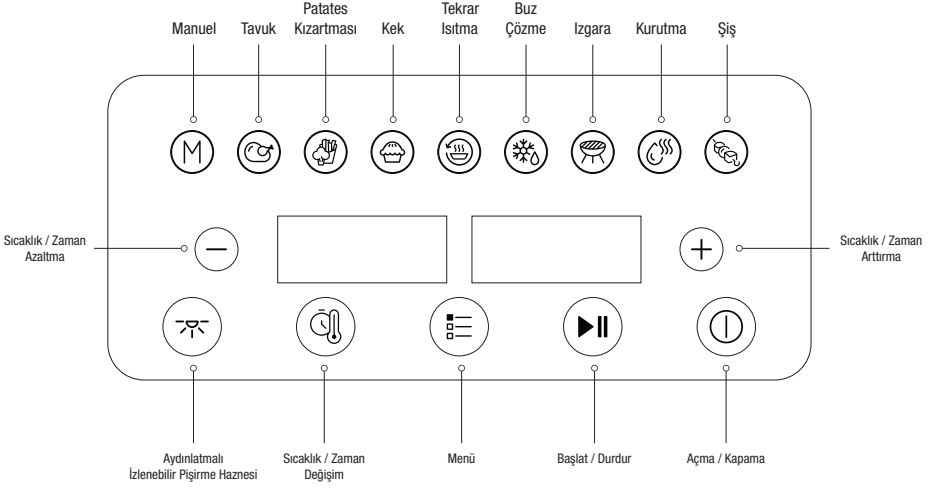 Manuel
Tavuk
Patates
Kızartması
Kek
Tekrar
Isıtma
Buz
Çözme
Izgara
Kurutma
Şiş
M
Sıcaklık / Zaman
Azaltma
Sıcaklık / Zaman
Arttırma
Aydınlatmalı
İzlenebilir Pişirme Haznesi
Sıcaklık / Zaman
Değişim
Menü
Başlat / Durdur
Açma / Kapama